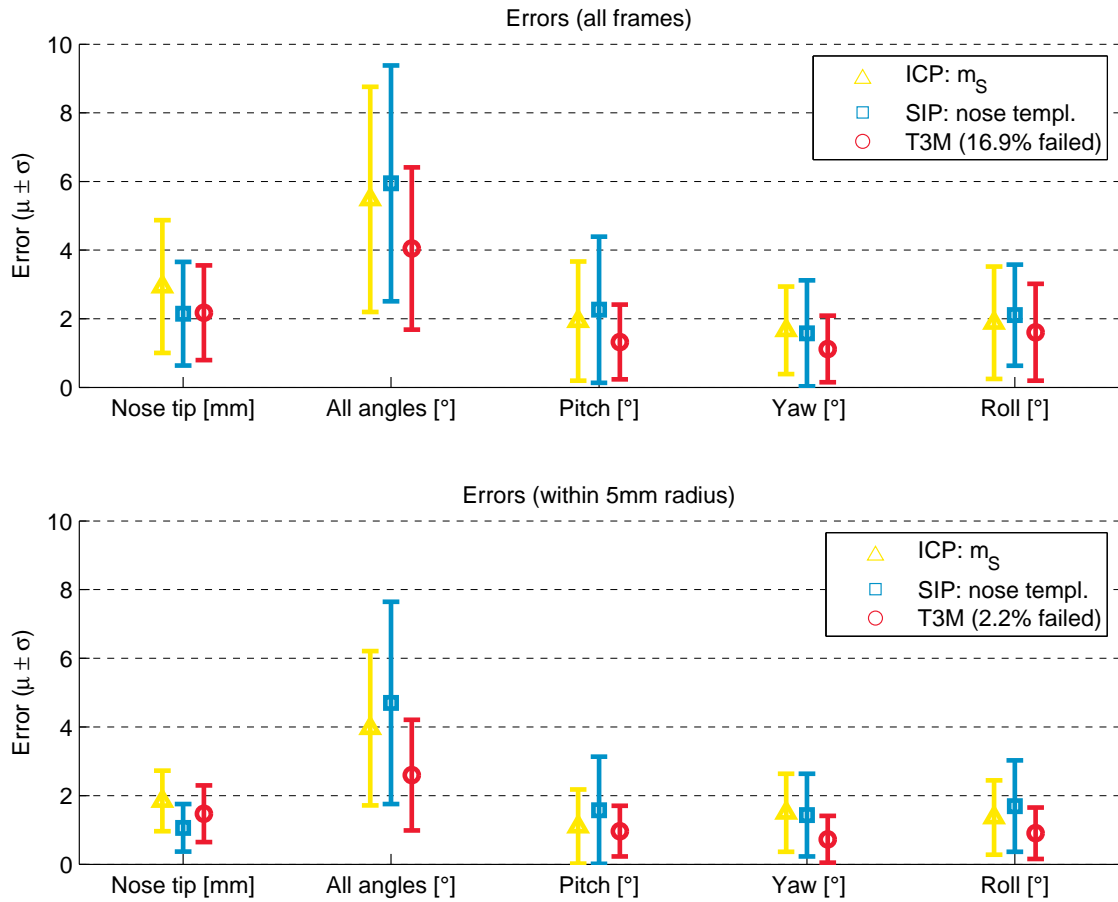 Errors (all frames)
10
8
6
4
2
0
Error (μ ± σ)
ICP: m_S
SIP: nose templ.
T3M (16.9% failed)
Nose tip [mm] All angles [°] Pitch [°] Yaw [°] Roll [°]
Errors (within 5mm radius)
10
8
6
4
2
0
Error (μ ± σ)
ICP: m_S
SIP: nose templ.
T3M (2.2% failed)
Nose tip [mm] All angles [°] Pitch [°] Yaw [°] Roll [°]